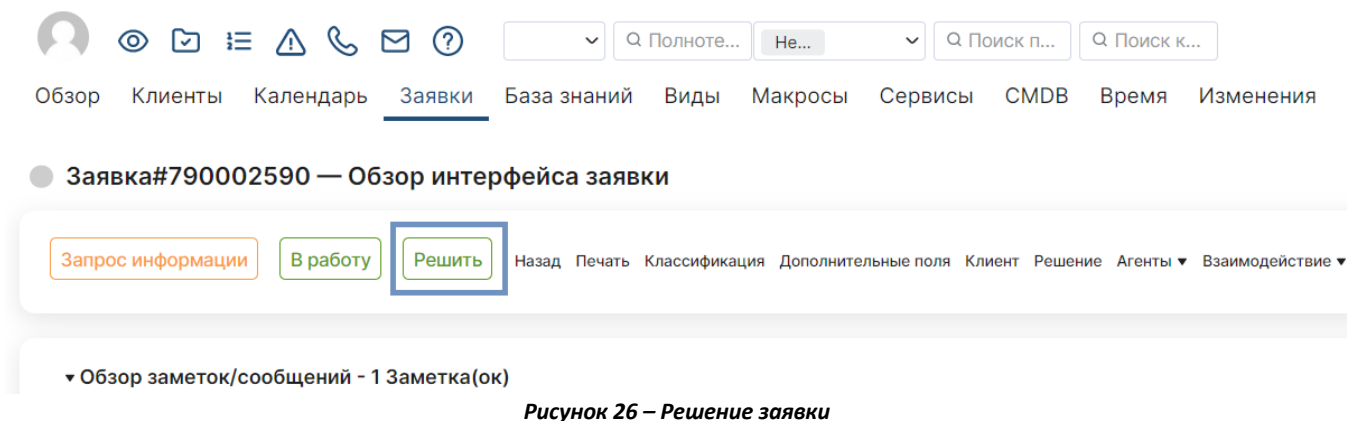 Полноте... Не... Поиск п... Поиск к...
Обзор Клиенты Календарь Заявки База знаний Виды Макросы Сервисы CMDB Время Изменения
Заявка#790002590 — Обзор интерфейса заявки
Запрос информации В работу Решить Назад Печать Классификация Дополнительные поля Клиент Решение Агенты ▾ Взаимодействие ▾
▾ Обзор заметок/сообщений - 1 Заметка(ок)
Рисунок 26 – Решение заявки